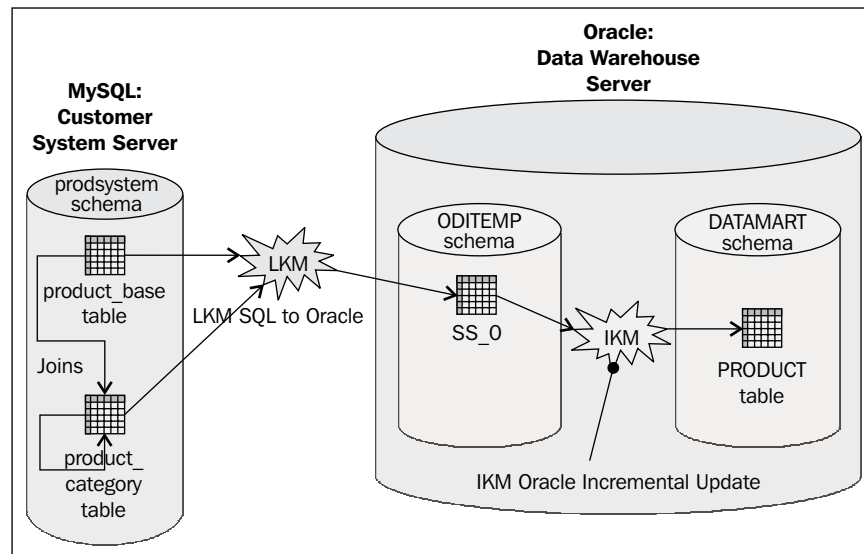 MySQL:
Customer
System Server
prodsystem
schema
product_base
table
Joins
product_
category
table
LKM
LKM SQL to Oracle
Oracle:
Data Warehouse
Server
ODITEMP
schema
SS_0
IKM
DATAMART
schema
PRODUCT
table
IKM Oracle Incremental Update